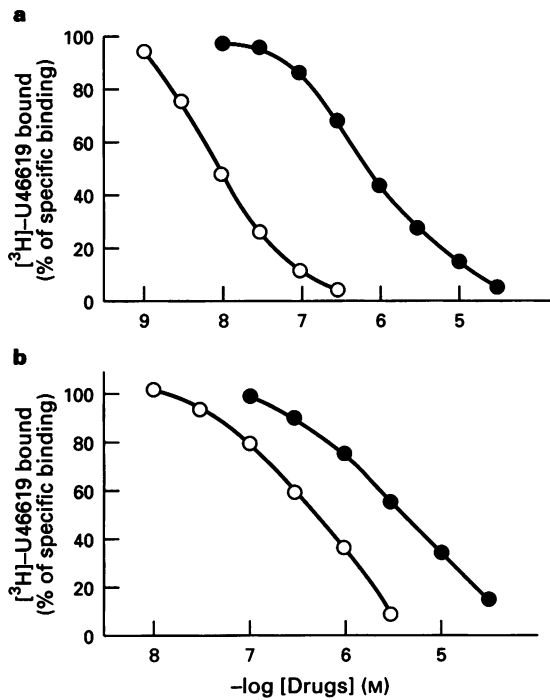 a
[³H]–U46619 bound
(% of specific binding)
100
80
60
40
20
0
9 8 7 6 5
b
[³H]–U46619 bound
(% of specific binding)
100
80
60
40
20
0
8 7 6 5
–log [Drugs] (M)